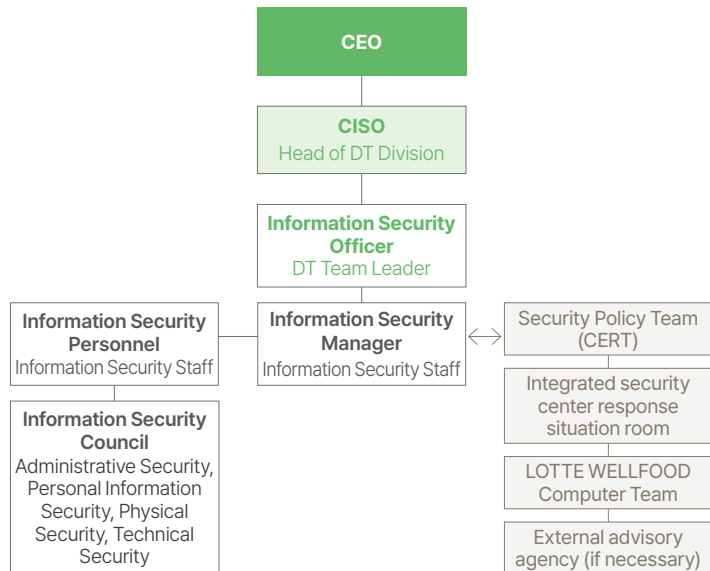 CEO
CISO
Head of DT Division
Information Security
Officer
DT Team Leader
Information Security
Personnel
Information Security Staff
Information Security
Manager
Information Security Staff
Security Policy Team
(CERT)
Information Security
Council
Administrative Security,
Personal Information
Security, Physical
Security, Technical
Security
Integrated security
center response
situation room
LOTTE WELLFOOD
Computer Team
External advisory
agency (if necessary)